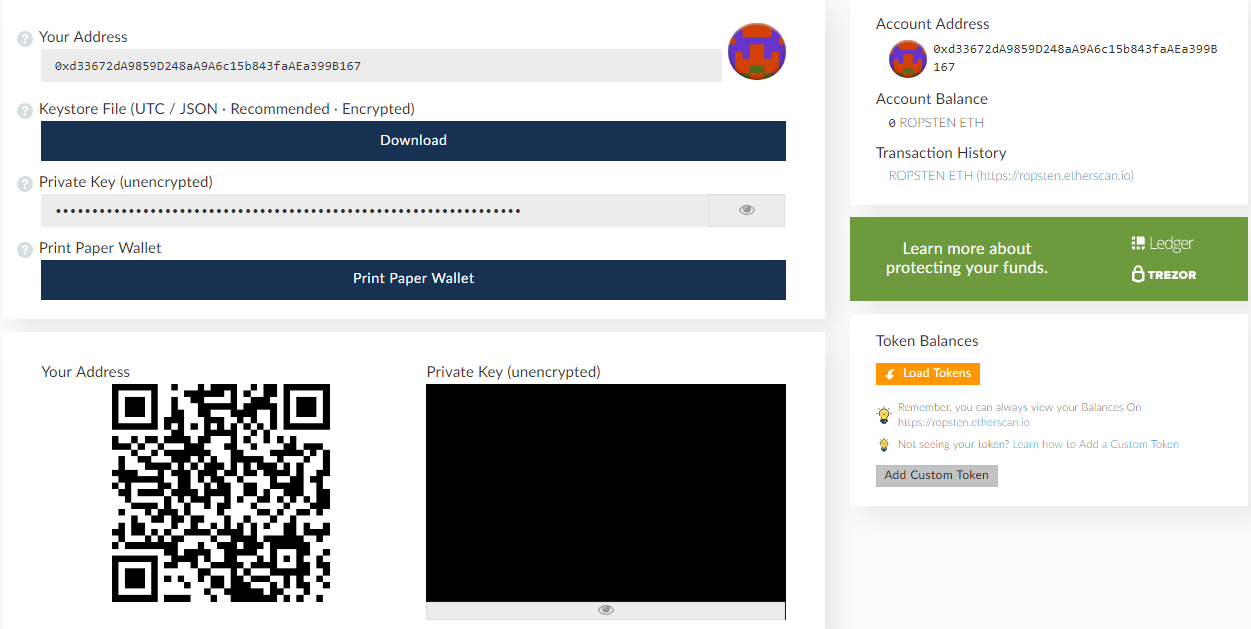 Your Address
0xd33672dA9859D248aA9A6c15b843faAEa399B167
Keystore File (UTC / JSON · Recommended · Encrypted)
Download
Private Key (unencrypted)
Print Paper Wallet
Print Paper Wallet
Your Address
Private Key (unencrypted)
Account Address
0xd33672dA9859D248aA9A6c15b843faAEa399B
167
Account Balance
0 ROPSTEN ETH
Transaction History
ROPSTEN ETH (https://ropsten.etherscan.io)
Learn more about
protecting your funds.
Ledger
TREZOR
Token Balances
Load Tokens
Remember, you can always view your Balances On
https://ropsten.etherscan.io
Not seeing your token? Learn how to Add a Custom Token
Add Custom Token